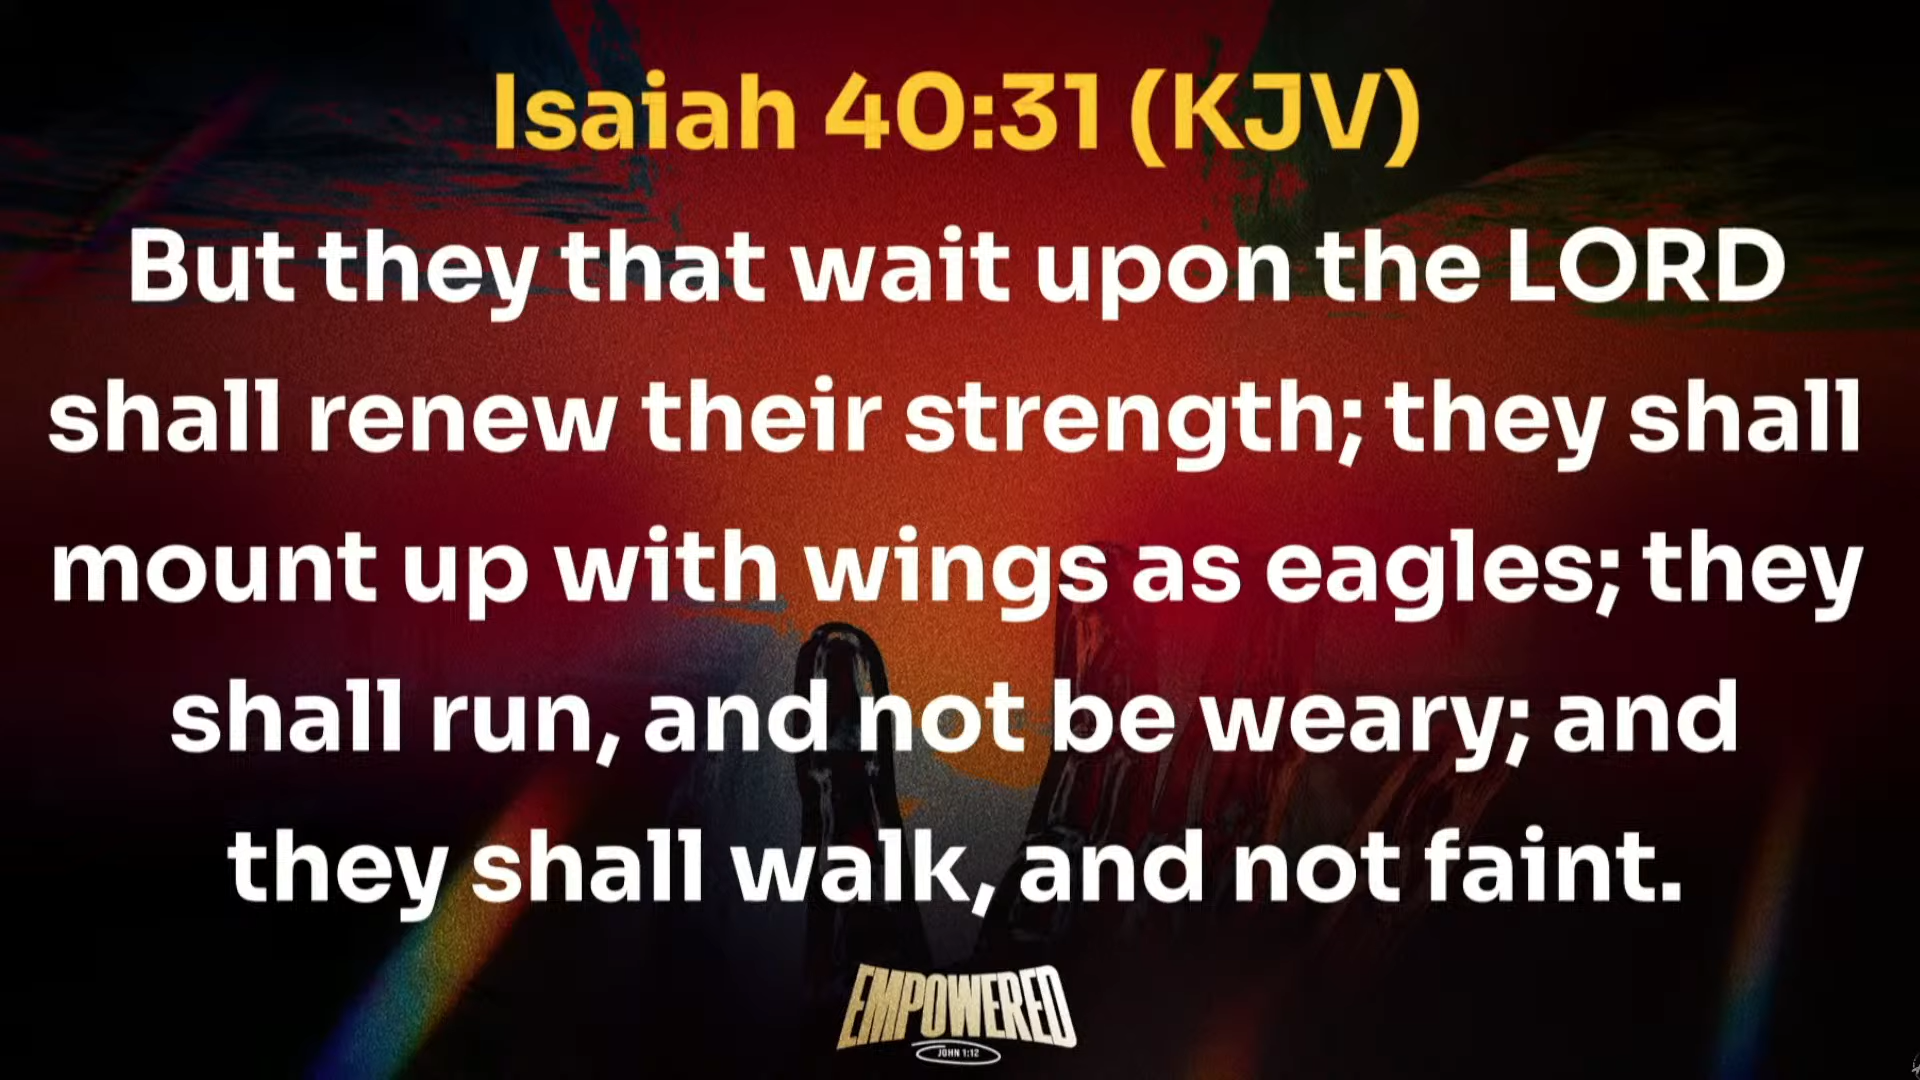 Isaiah 40:31 (KJV)
But they that wait upon the LORD
shall renew their strength; they shall
mount up with wings as eagles; they
shall run, and not be weary; and
they shall walk, and not faint.
EMPOWERED
JOHN 1:12